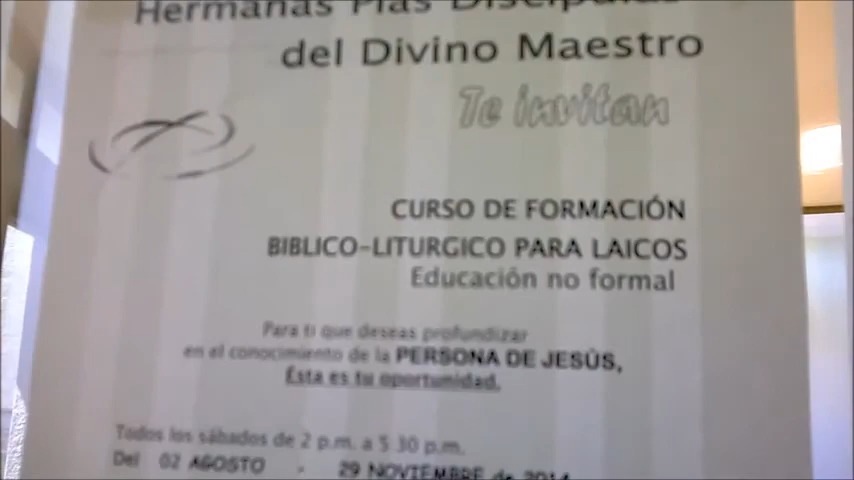 Hermanas Pías Discípulas
del Divino Maestro
Te invitan
CURSO DE FORMACIÓN
BIBLICO-LITURGICO PARA LAICOS
Educación no formal
Para ti que deseas profundizar
en el conocimiento de la PERSONA DE JESÚS,
Ésta es tu oportunidad.
Todos los sábados de 2 p.m. a 5 30 p.m.
Del 02 AGOSTO - 29 NOVIEMBRE de 2014